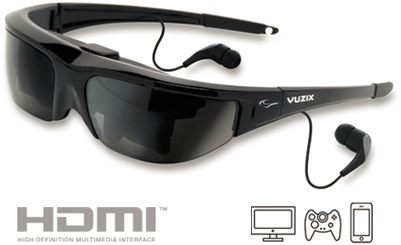 VUZIX
HDMI™
HIGH DEFINITION MULTIMEDIA INTERFACE